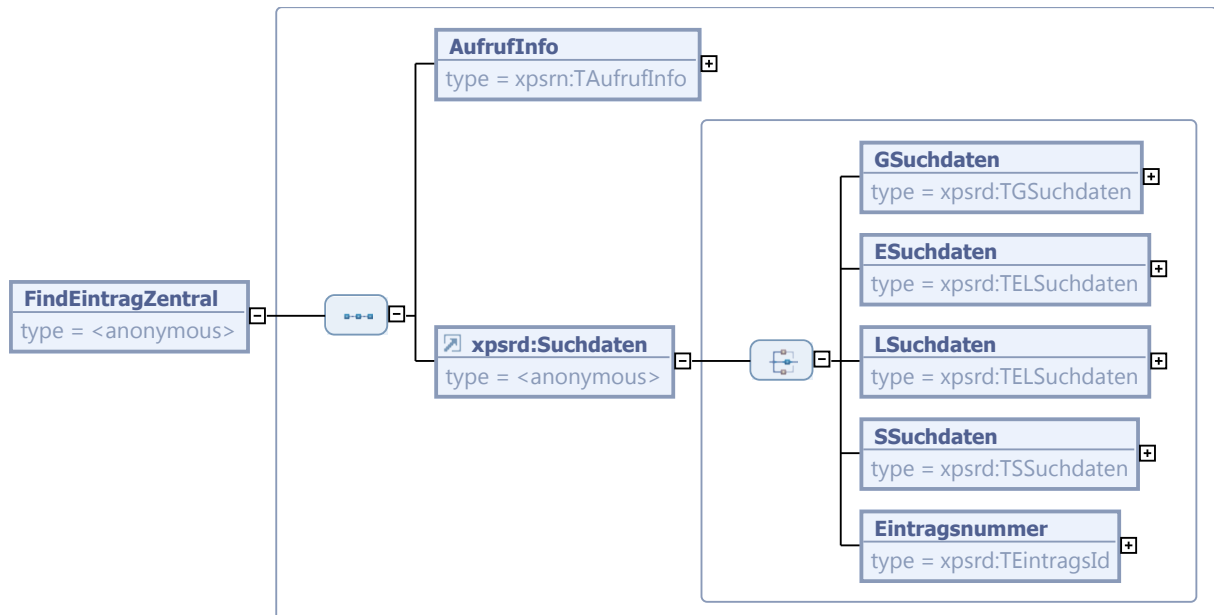 AufrufInfo
type = xpsrn:TAufrufInfo
GSuchdaten
type = xpsrd:TGSuchdaten
ESuchdaten
type = xpsrd:TELSuchdaten
FindEintragZentral
type = <anonymous>
xpsrd:Suchdaten
type = <anonymous>
LSuchdaten
type = xpsrd:TELSuchdaten
SSuchdaten
type = xpsrd:TSSuchdaten
Eintragsnummer
type = xpsrd:TEintragsId